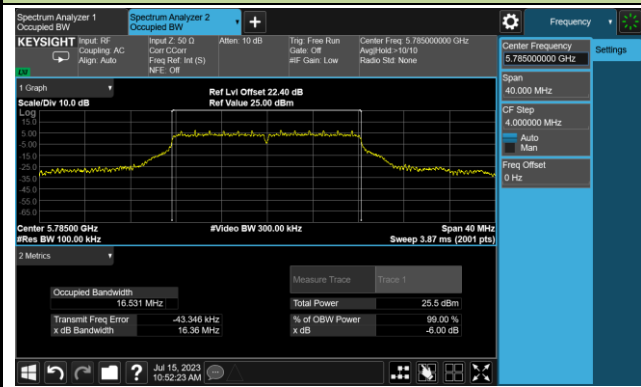 Spectrum Analyzer 1
Occupied BW
Spectrum Analyzer 2
Occupied BW
Frequency
KEYSIGHT
Input: RF
Coupling: AC
Align: Auto
Input Z: 50 Ω
Corr CCorr
Freq Ref: Int (S)
NFE: Off
Atten: 10 dB
Trig: Free Run
Gate: Off
#IF Gain: Low
Center Freq: 5.785000000 GHz
Avg|Hold:>10/10
Radio Std: None
Center Frequency
5.785000000 GHz
Settings
Span
40.000 MHz
CF Step
4.000000 MHz
Auto
Man
Freq Offset
0 Hz
1 Graph
Scale/Div 10.0 dB
Ref Lvl Offset 22.40 dB
Ref Value 25.00 dBm
Log
15.0
5.00
-5.00
-15.0
-25.0
-35.0
-45.0
-55.0
-65.0
Center 5.78500 GHz
#Video BW 300.00 kHz
Span 40 MHz
#Res BW 100.00 kHz
Sweep 3.87 ms (2001 pts)
2 Metrics
Measure Trace
Trace 1
Occupied Bandwidth
16.531 MHz
Total Power
25.5 dBm
Transmit Freq Error
-43.346 kHz
% of OBW Power
99.00 %
x dB Bandwidth
16.36 MHz
x dB
-6.00 dB
Jul 15, 2023
10:52:23 AM